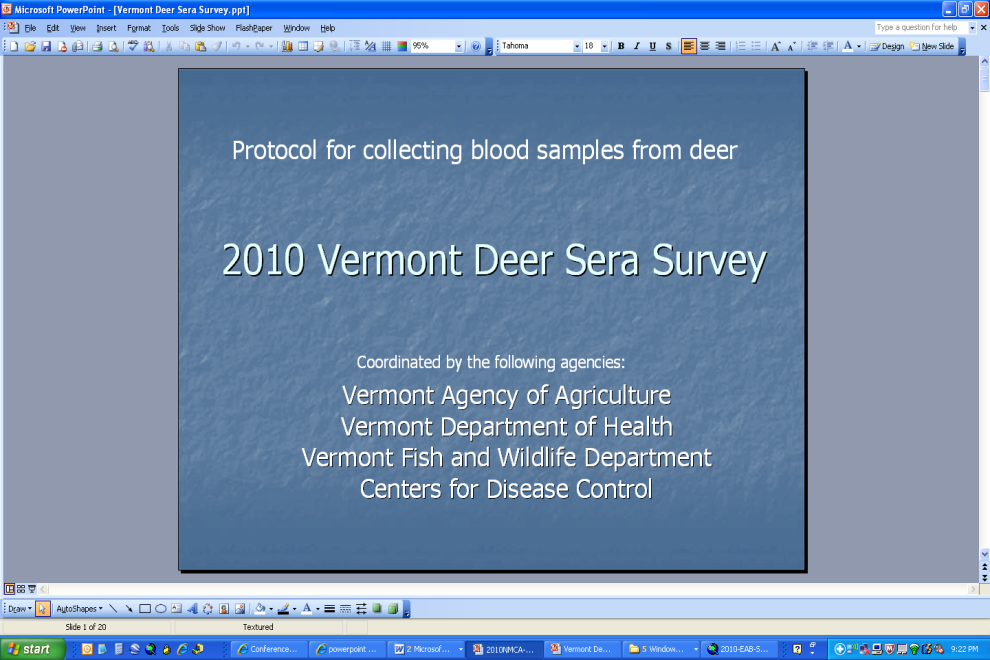 Microsoft PowerPoint - [Vermont Deer Sera Survey.ppt]
File Edit View Insert Format Tools Slide Show FlashPaper Window Help
Type a question for help
95%
Tahoma
18
B I U S
A A
A
Design
New Slide
Protocol for collecting blood samples from deer
2010 Vermont Deer Sera Survey
Coordinated by the following agencies:
Vermont Agency of Agriculture
Vermont Department of Health
Vermont Fish and Wildlife Department
Centers for Disease Control
Draw AutoShapes
A
Slide 1 of 20
Textured
start
Conference...
powerpoint ...
2 Microsof...
2010NMCA-...
Vermont De...
5 Window...
2010-EAB-S...
9:22 PM